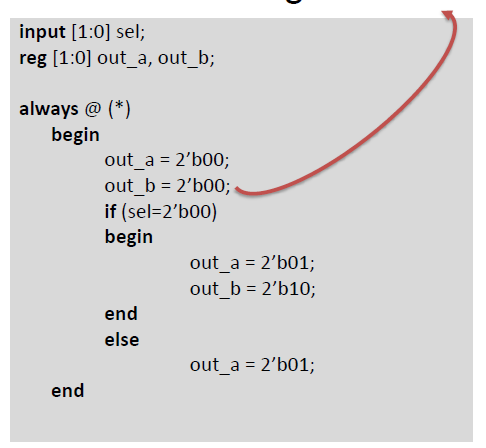 input [1:0] sel;
reg [1:0] out_a, out_b;
always @ (*)
begin
out_a = 2’b00;
out_b = 2’b00;
if (sel=2’b00)
begin
out_a = 2’b01;
out_b = 2’b10;
end
else
out_a = 2’b01;
end